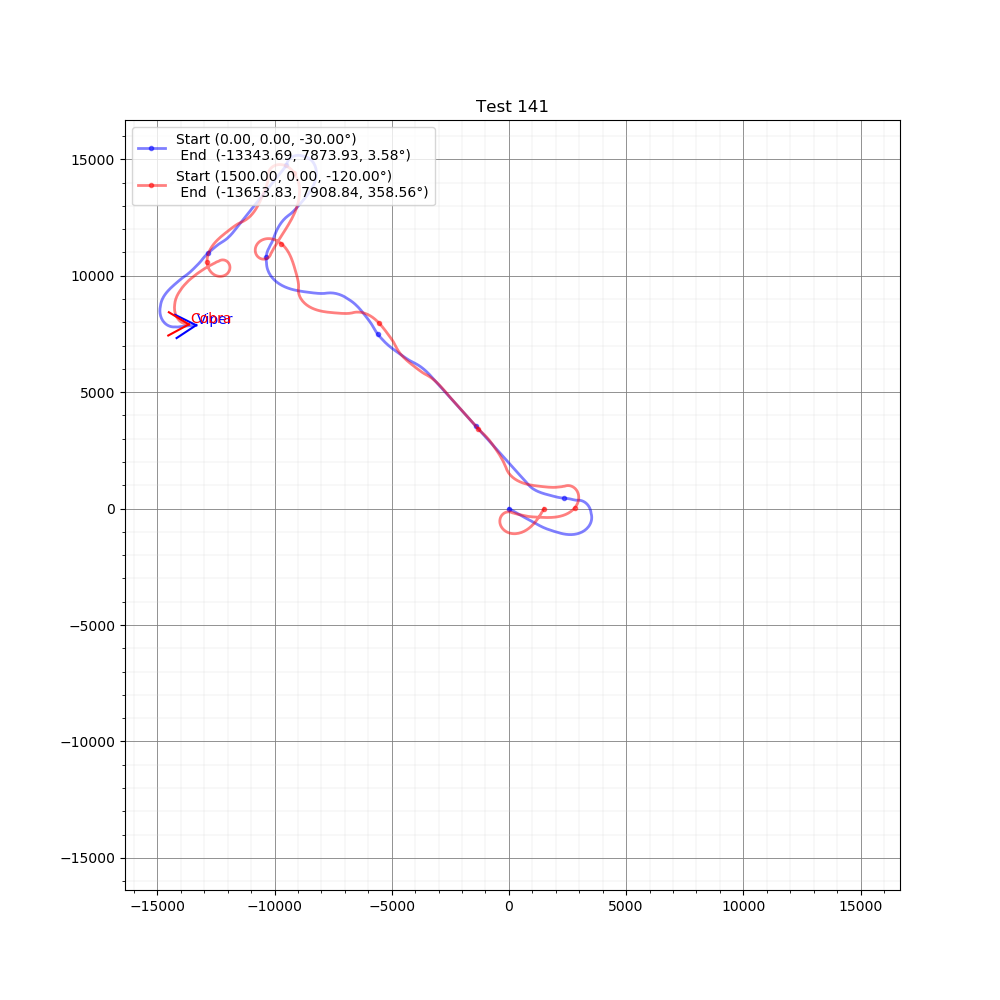 Test 141
Start (0.00, 0.00, -30.00°)
End (-13343.69, 7873.93, 3.58°)
Start (1500.00, 0.00, -120.00°)
End (-13653.83, 7908.84, 358.56°)
15000
10000
5000
0
−5000
−10000
−15000
Cobra
Viper
−15000 −10000 −5000 0 5000 10000 15000